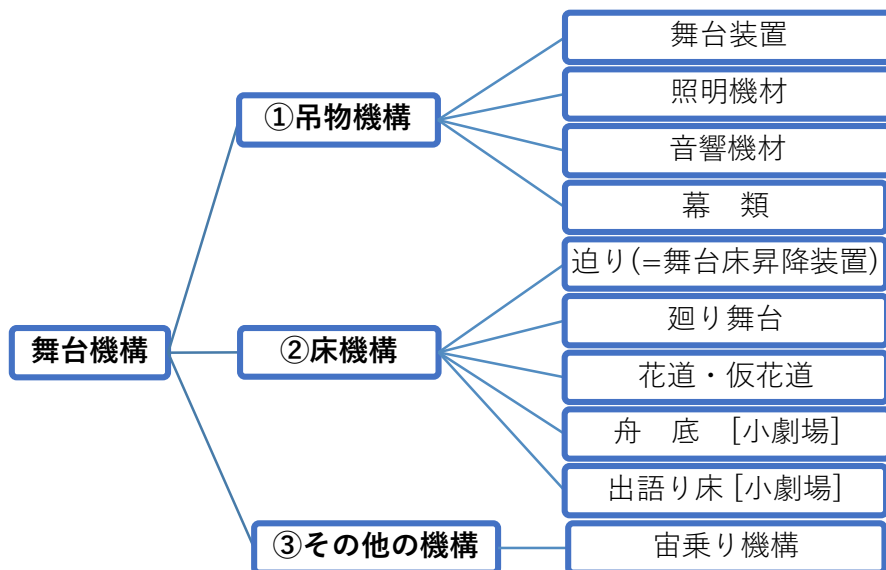 舞台機構
①吊物機構
舞台装置
照明機材
音響機材
幕　類
②床機構
迫り(=舞台床昇降装置)
廻り舞台
花道・仮花道
舟　底　[小劇場]
出語り床 [小劇場]
③その他の機構
宙乗り機構